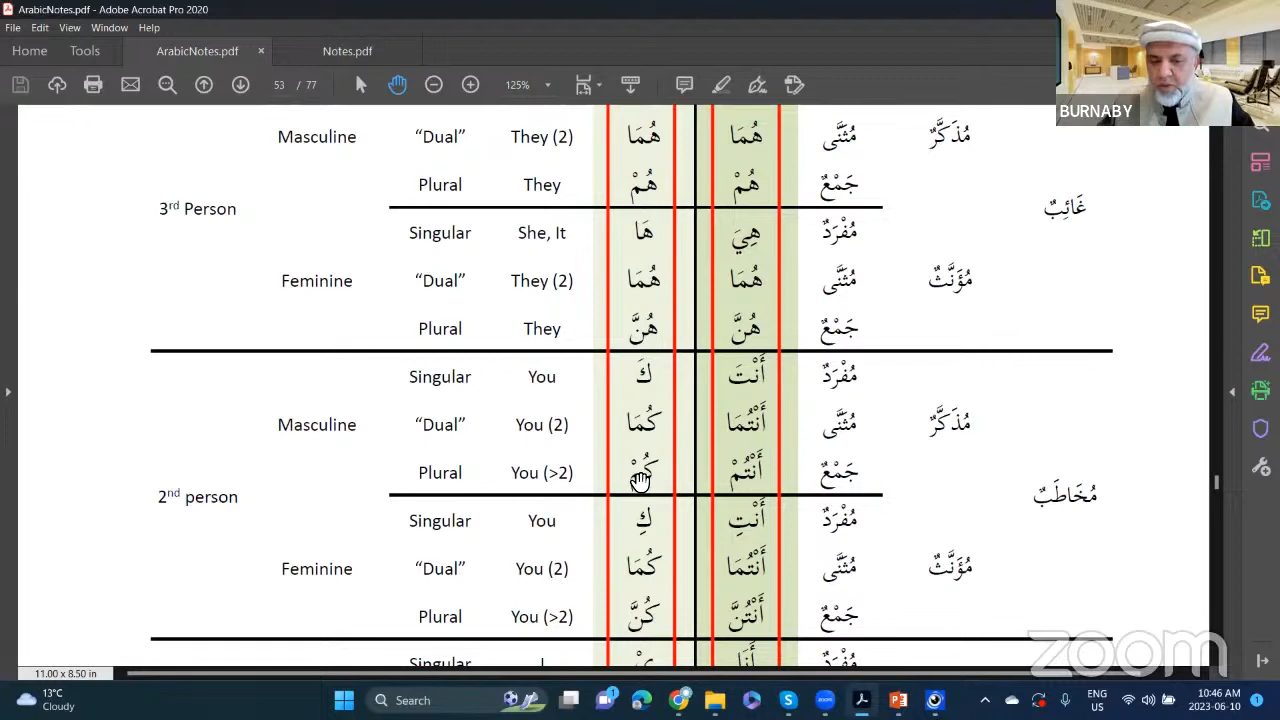 ArabicNotes.pdf - Adobe Acrobat Pro 2020
File Edit View Window Help
Home Tools ArabicNotes.pdf × Notes.pdf
53 / 77 125%
BURNABY
Masculine "Dual" They (2) هُمَا هُمَا مُثَنَّى مُذَكَّرٌ
Plural They هُمْ هُمْ جَمْعٌ
3rd Person غَائِبٌ
Singular She, It هَا هِيَ مُفْرَدٌ
Feminine "Dual" They (2) هُمَا هُمَا مُثَنَّى مُؤَنَّثٌ
Plural They هُنَّ هُنَّ جَمْعٌ
Singular You كَ أَنْتَ مُفْرَدٌ
Masculine "Dual" You (2) كُمَا أَنْتُمَا مُثَنَّى مُذَكَّرٌ
Plural You (>2) كُمْ أَنْتُمْ جَمْعٌ
2nd person مُخَاطَبٌ
Singular You كِ أَنْتِ مُفْرَدٌ
Feminine "Dual" You (2) كُمَا أَنْتُمَا مُثَنَّى مُؤَنَّثٌ
Plural You (>2) كُنَّ أَنْتُنَّ جَمْعٌ
Singular I يْ أَنَا مُفْرَدٌ
zoom
11.00 x 8.50 in
13°C
Cloudy
Search
1
ENG
US
10:46 AM
2023-06-10
1